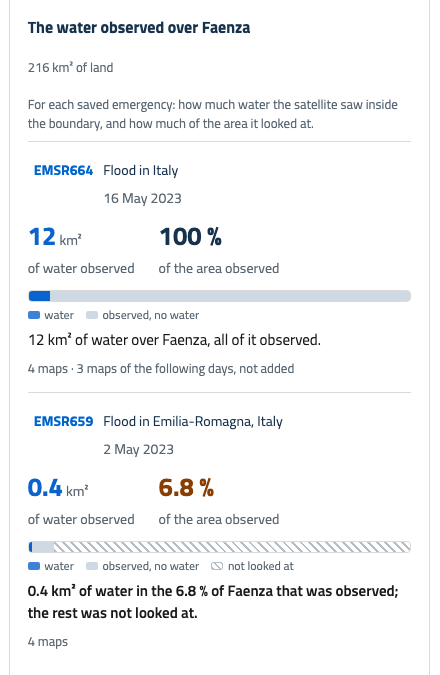 The water observed over Faenza
216 km² of land
For each saved emergency: how much water the satellite saw inside
the boundary, and how much of the area it looked at.
EMSR664 Flood in Italy
16 May 2023
12 km² 100 %
of water observed of the area observed
water observed, no water
12 km² of water over Faenza, all of it observed.
4 maps · 3 maps of the following days, not added
EMSR659 Flood in Emilia-Romagna, Italy
2 May 2023
0.4 km² 6.8 %
of water observed of the area observed
water observed, no water not looked at
0.4 km² of water in the 6.8 % of Faenza that was observed;
the rest was not looked at.
4 maps